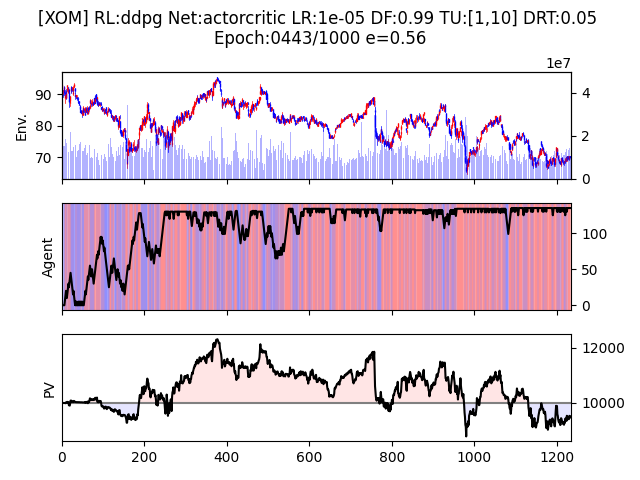 [XOM] RL:ddpg Net:actorcritic LR:1e-05 DF:0.99 TU:[1,10] DRT:0.05
Epoch:0443/1000 e=0.56
1e7
Env.
90
80
70
4
2
0
Agent
100
50
0
PV
12000
10000
0 200 400 600 800 1000 1200